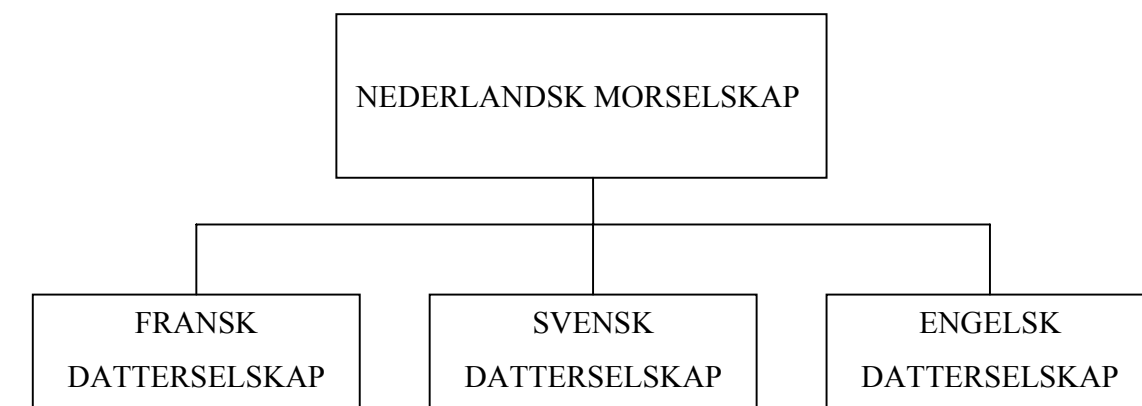 NEDERLANDSK MORSELSKAP
FRANSK
DATTERSELSKAP
SVENSK
DATTERSELSKAP
ENGELSK
DATTERSELSKAP